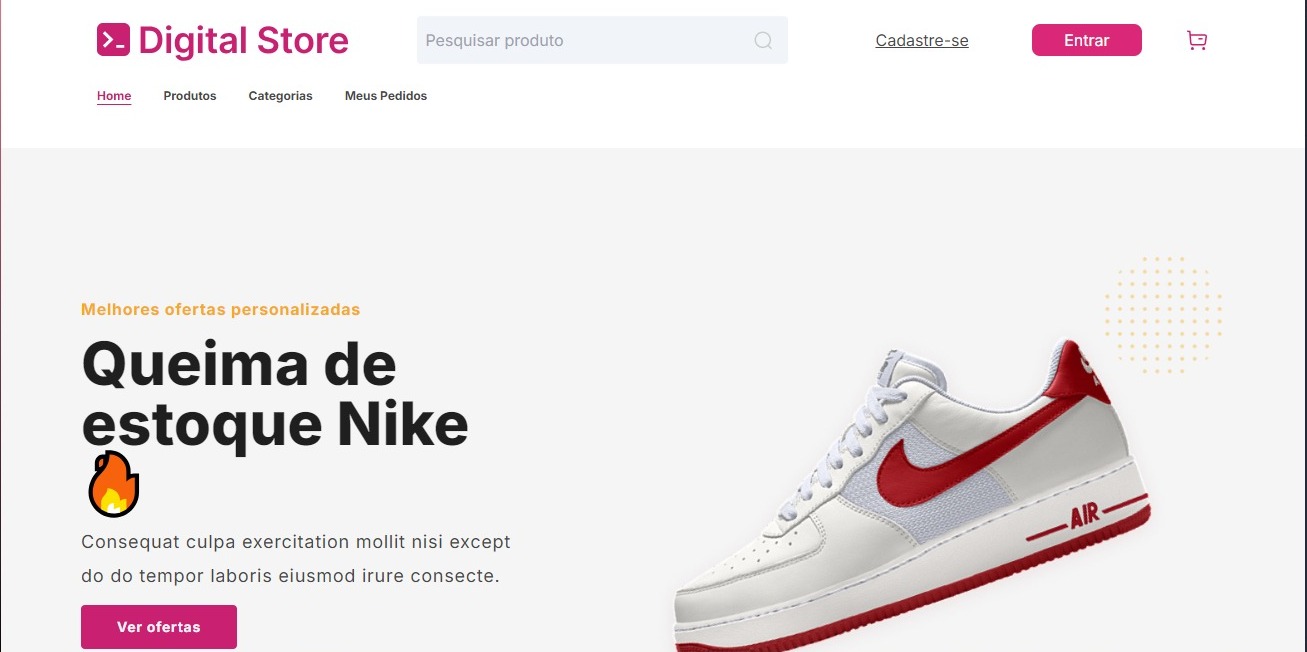 Digital Store
Pesquisar produto
Cadastre-se
Entrar
Home
Produtos
Categorias
Meus Pedidos
Melhores ofertas personalizadas
Queima de
estoque Nike
Consequat culpa exercitation mollit nisi except
do do tempor laboris eiusmod irure consecte.
Ver ofertas
AIR